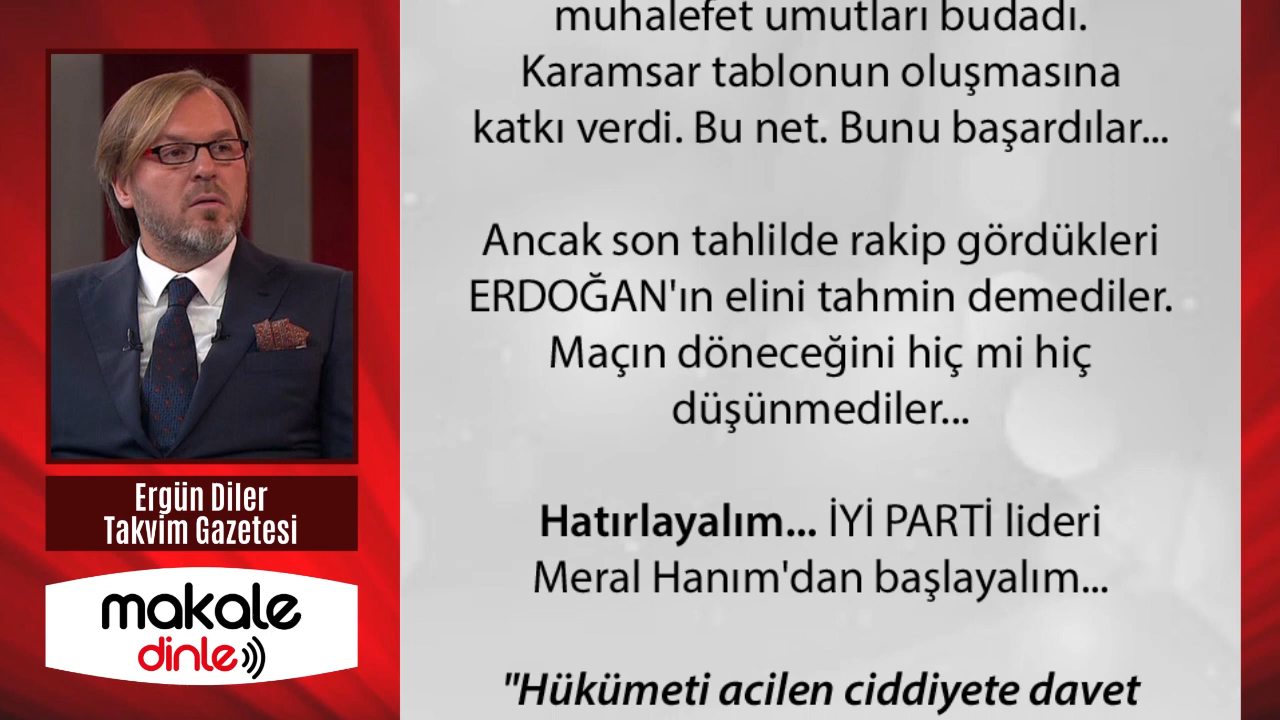 muhalefet umutları budadı.
Karamsar tablonun oluşmasına
katkı verdi. Bu net. Bunu başardılar...
Ancak son tahlilde rakip gördükleri
ERDOĞAN'ın elini tahmin demediler.
Maçın döneceğini hiç mi hiç
düşünmediler...
Hatırlayalım... İYİ PARTİ lideri
Meral Hanım'dan başlayalım...
"Hükümeti acilen ciddiyete davet
Ergün Diler
Takvim Gazetesi
makale
dinle